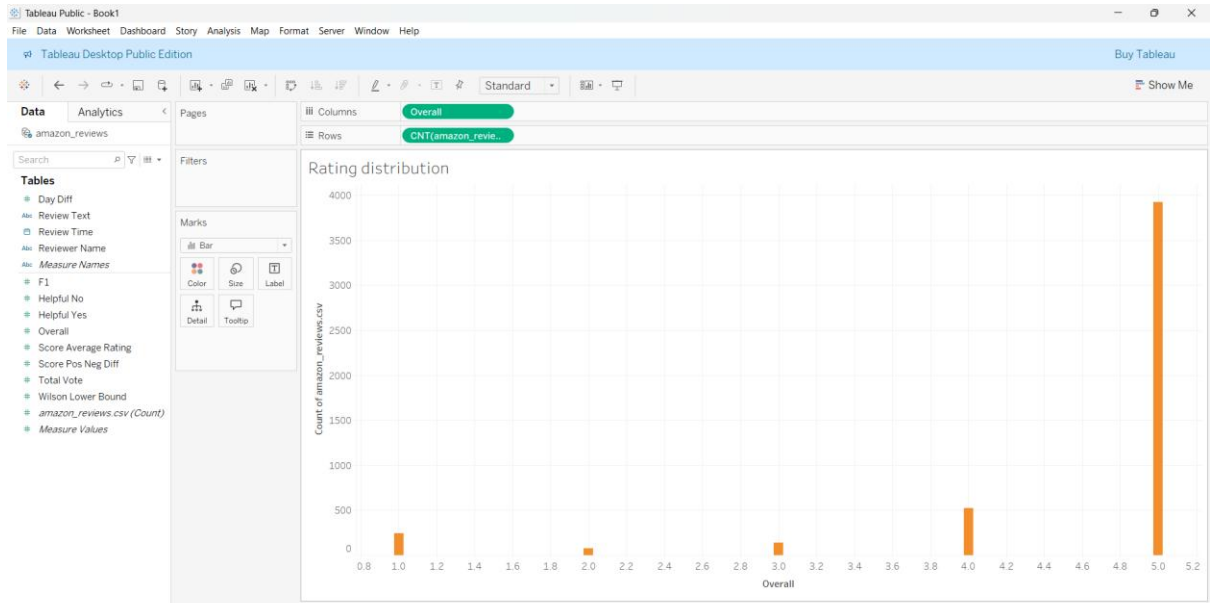 Tableau Public - Book1
File Data Worksheet Dashboard Story Analysis Map Format Server Window Help
Tableau Desktop Public Edition
Buy Tableau
Standard
Show Me
Data
Analytics
Pages
Columns
Overall
amazon_reviews
Rows
CNT(amazon_revie..
Search
Filters
Rating distribution
Tables
Day Diff
Abc Review Text
Review Time
Abc Reviewer Name
Abc Measure Names
F1
Helpful No
Helpful Yes
Overall
Score Average Rating
Score Pos Neg Diff
Total Vote
Wilson Lower Bound
amazon_reviews.csv (Count)
Measure Values
Marks
Bar
Color Size Label
Detail Tooltip
Count of amazon_reviews.csv
4000
3500
3000
2500
2000
1500
1000
500
0
0.8 1.0 1.2 1.4 1.6 1.8 2.0 2.2 2.4 2.6 2.8 3.0 3.2 3.4 3.6 3.8 4.0 4.2 4.4 4.6 4.8 5.0 5.2
Overall